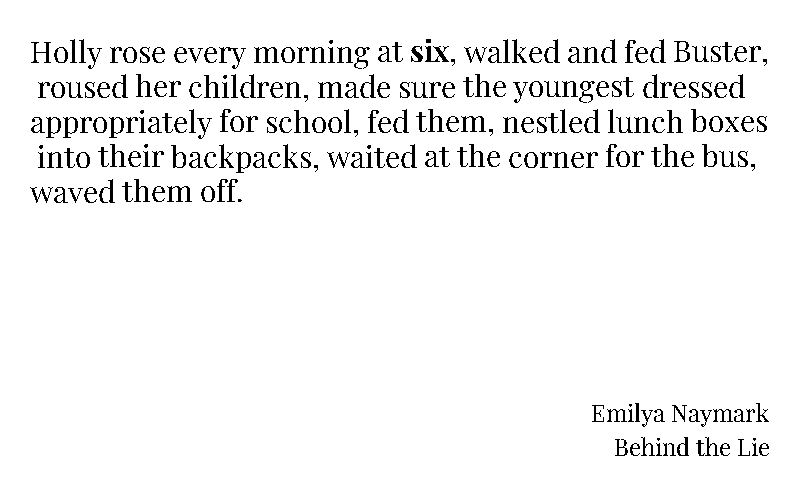 Holly rose every morning at six, walked and fed Buster,
roused her children, made sure the youngest dressed
appropriately for school, fed them, nestled lunch boxes
into their backpacks, waited at the corner for the bus,
waved them off.
Emilya Naymark
Behind the Lie